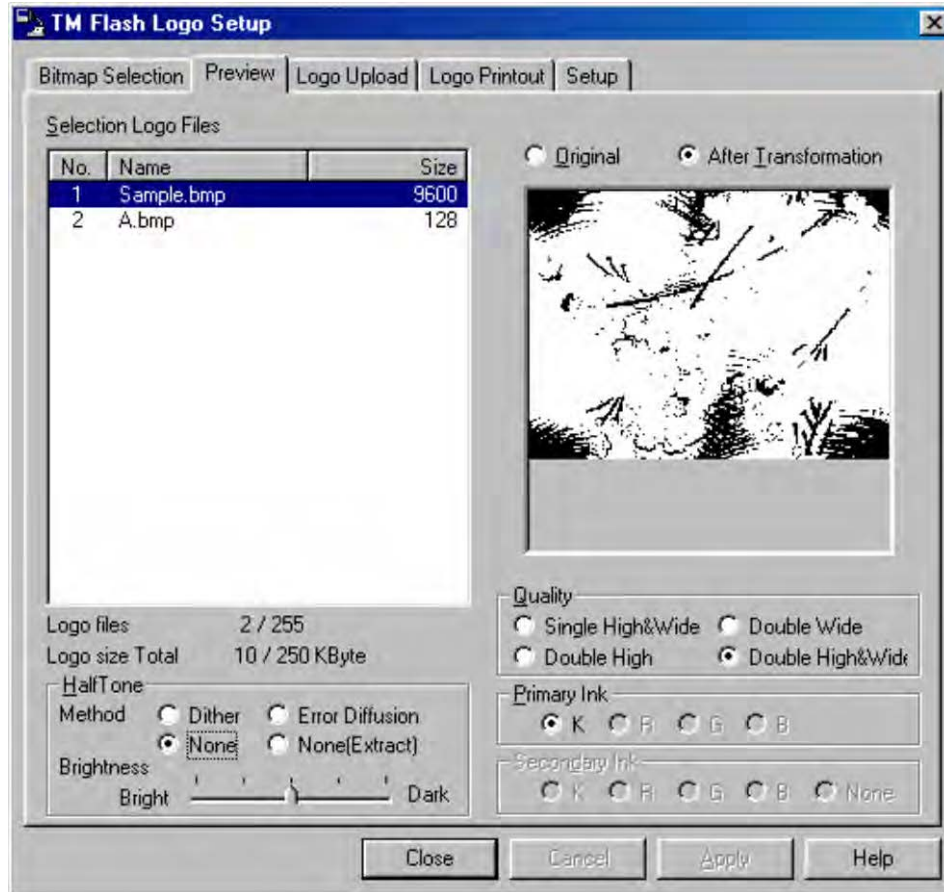 TM Flash Logo Setup
Bitmap Selection Preview Logo Upload Logo Printout Setup
Selection Logo Files
No. Name Size
1 Sample.bmp 9600
2 A.bmp 128
Original After Transformation
Logo files 2 / 255
Logo size Total 10 / 250 KByte
HalfTone
Method Dither Error Diffusion
None None(Extract)
Brightness
Bright Dark
Quality
Single High&Wide Double Wide
Double High Double High&Wide
Primary Ink
K R G B
Secondary Ink
K R G B None
Close Cancel Apply Help